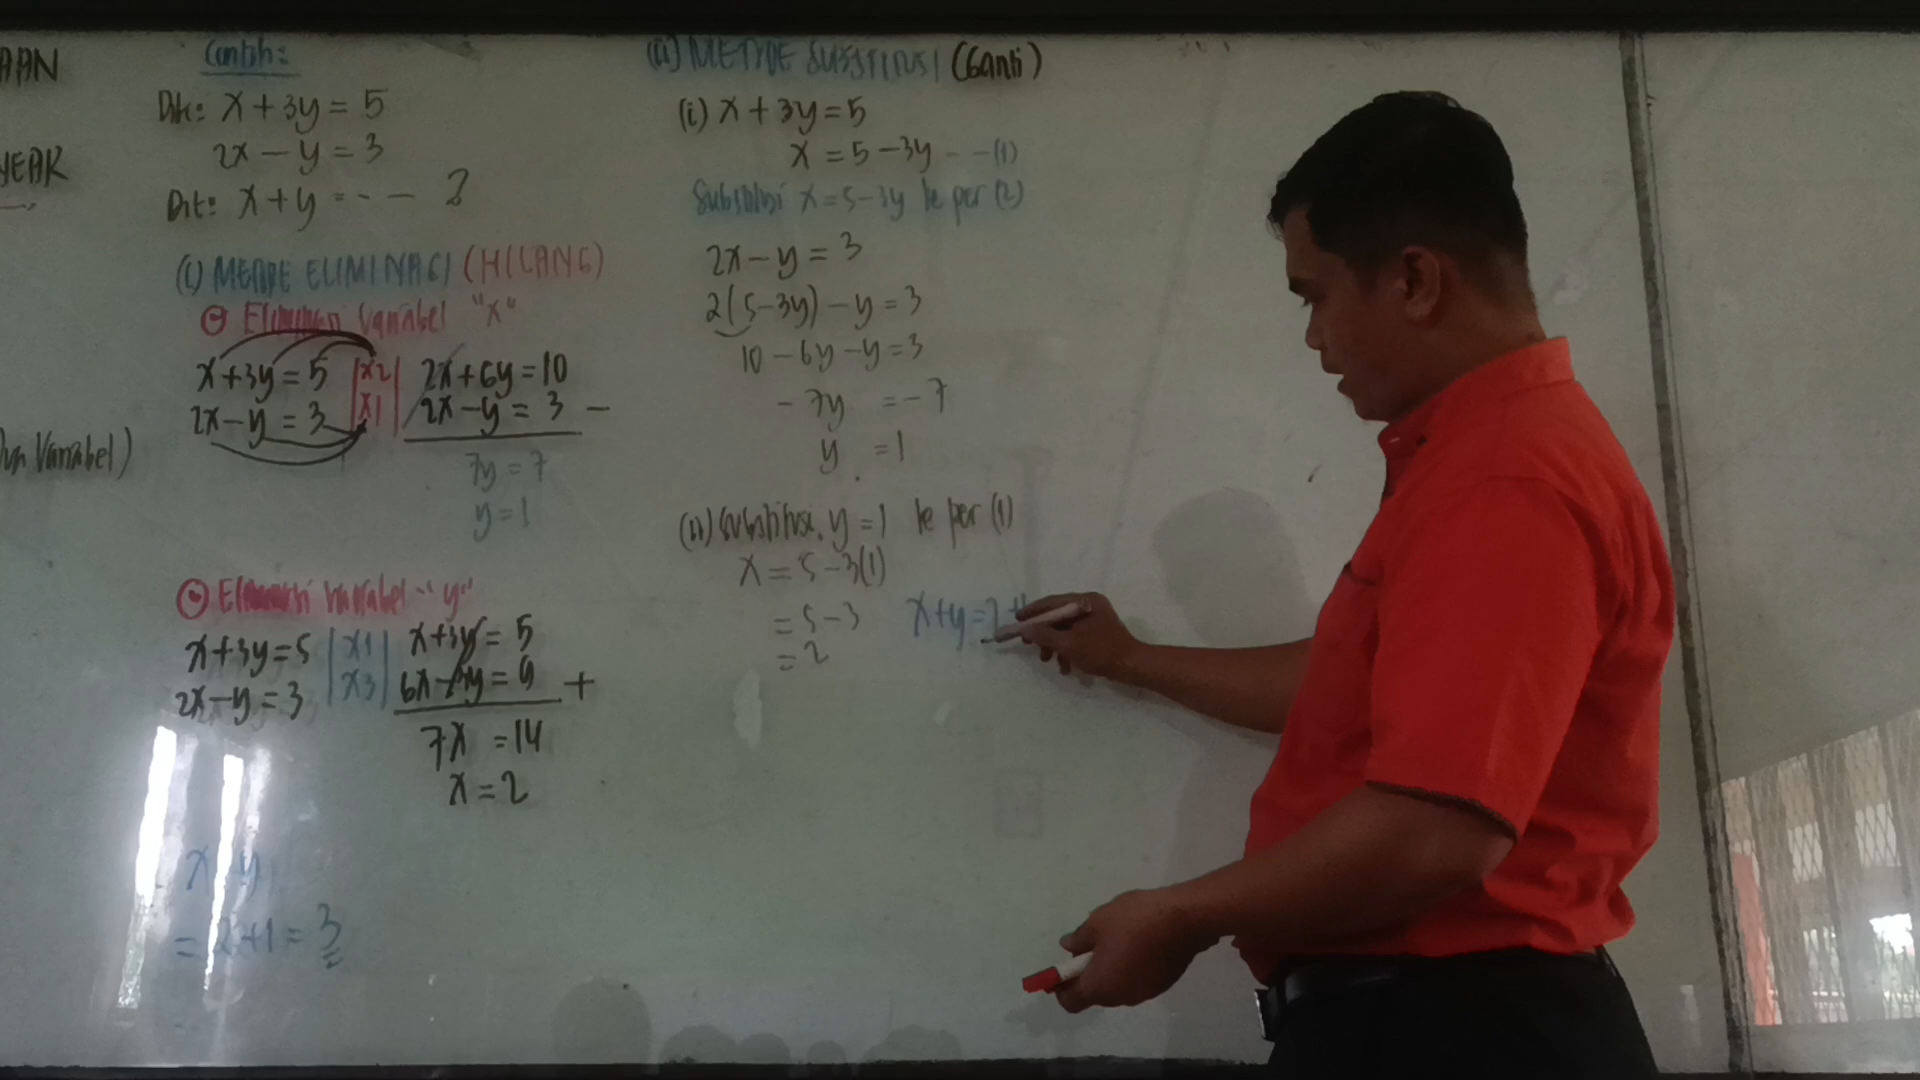 AAN
YEAK
Variabel)
Contoh:
Dik: x + 3y = 5
2x - y = 3
Dit: x + y = - - - ?
(i) METODE ELIMINASI (HILANG)
Eliminasi Variabel "x"
x + 3y = 5 |x2| 2x + 6y = 10
2x - y = 3 |x1| 2x - y = 3 -
7y = 7
y = 1
Eliminasi Variabel "y"
x + 3y = 5 |x1| x + 3y = 5
2x - y = 3 |x3| 6x - 3y = 9 +
7x = 14
x = 2
x y
= 2 + 1 = 3
(ii) METODE SUBSTITUSI (Ganti)
(i) x + 3y = 5
x = 5 - 3y - - (1)
Substitusi x = 5 - 3y ke per (2)
2x - y = 3
2(5 - 3y) - y = 3
10 - 6y - y = 3
- 7y = - 7
y = 1
(ii) Substitusi y = 1 ke per (1)
x = 5 - 3(1)
= 5 - 3
= 2
x + y = 2 +